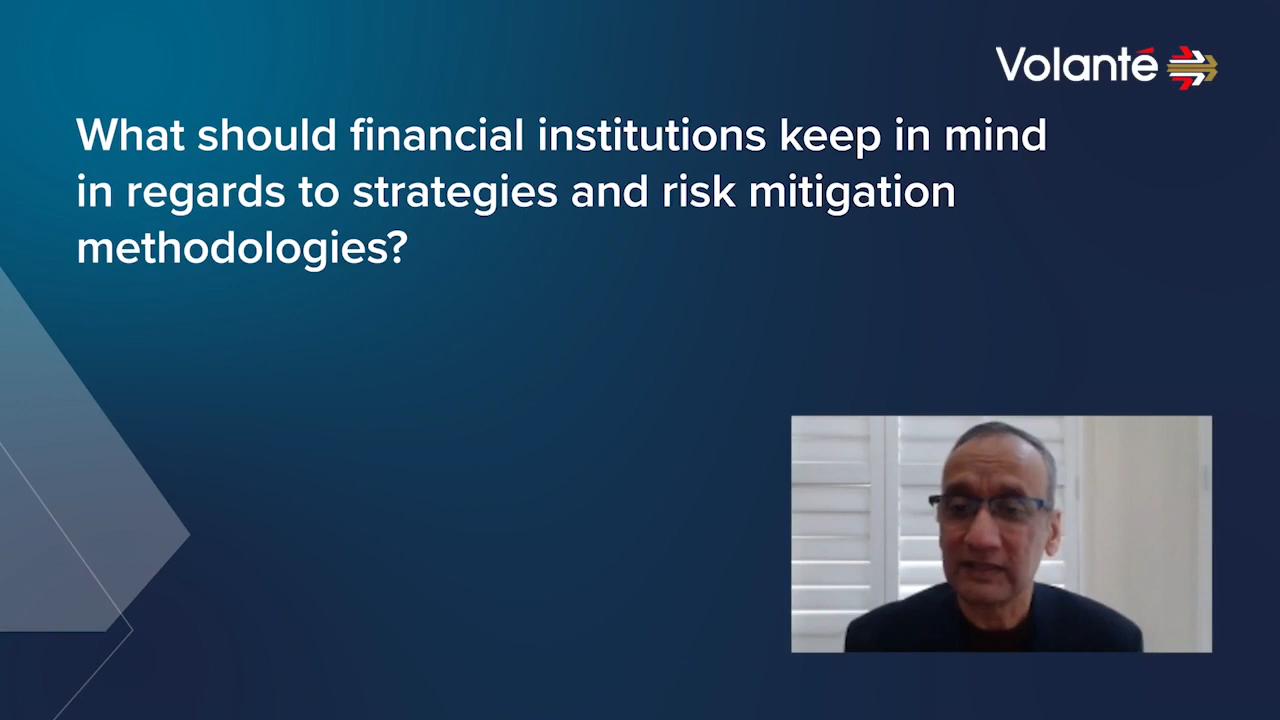 Volanté
What should financial institutions keep in mind
in regards to strategies and risk mitigation
methodologies?